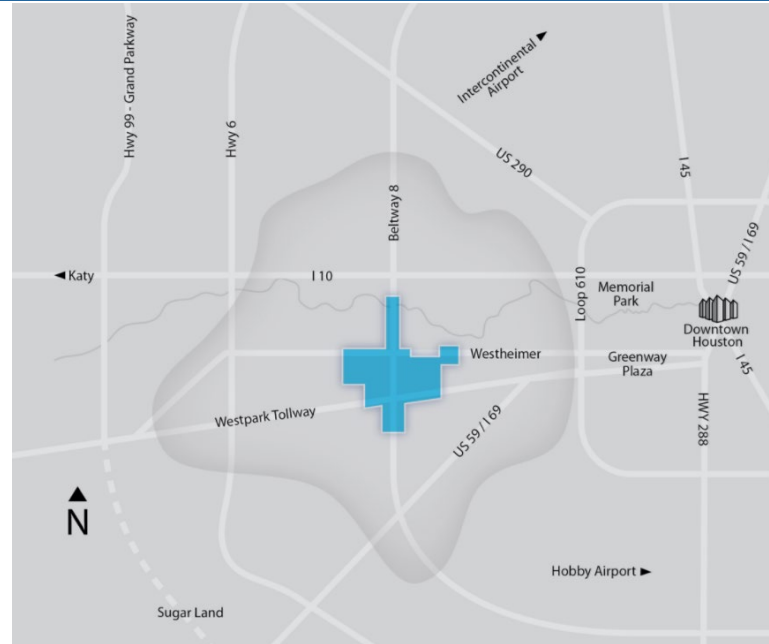 Hwy 99 - Grand Parkway
Hwy 6
Intercontinental
Airport
US 290
I 45
Beltway 8
US 59 / 169
Katy
I 10
Loop 610
Memorial
Park
Downtown
Houston
Westheimer
Greenway
Plaza
I 45
Westpark Tollway
US 59 / 169
HWY 288
N
Hobby Airport
Sugar Land